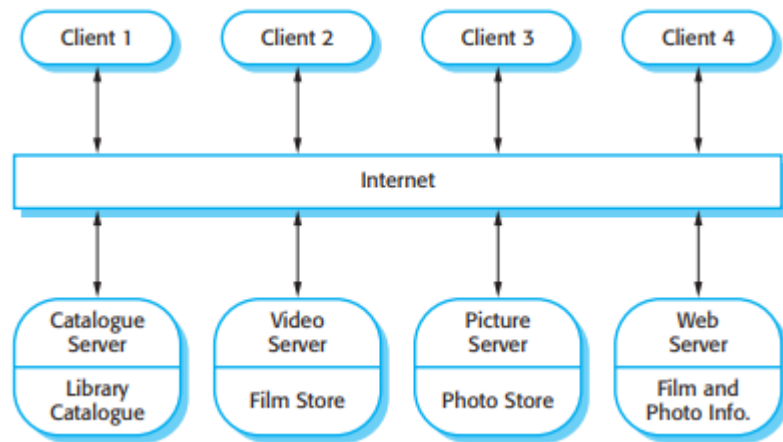 Client 1
Client 2
Client 3
Client 4
Internet
Catalogue
Server
Library
Catalogue
Video
Server
Film Store
Picture
Server
Photo Store
Web
Server
Film and
Photo Info.